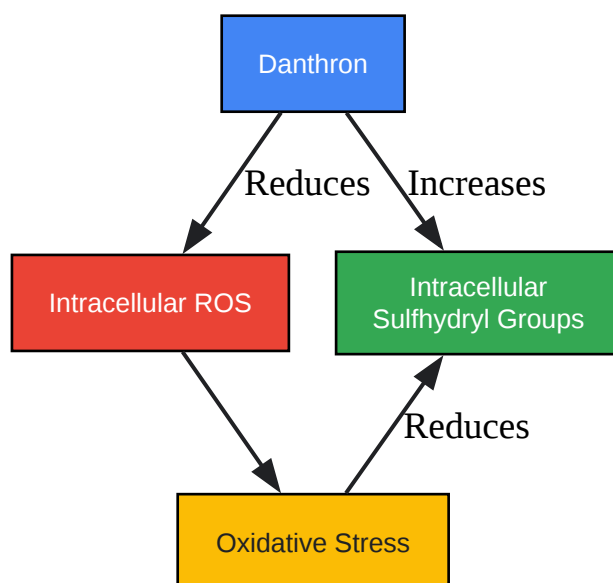 Danthron
Reduces
Increases
Intracellular ROS
Intracellular
Sulfhydryl Groups
Reduces
Oxidative Stress